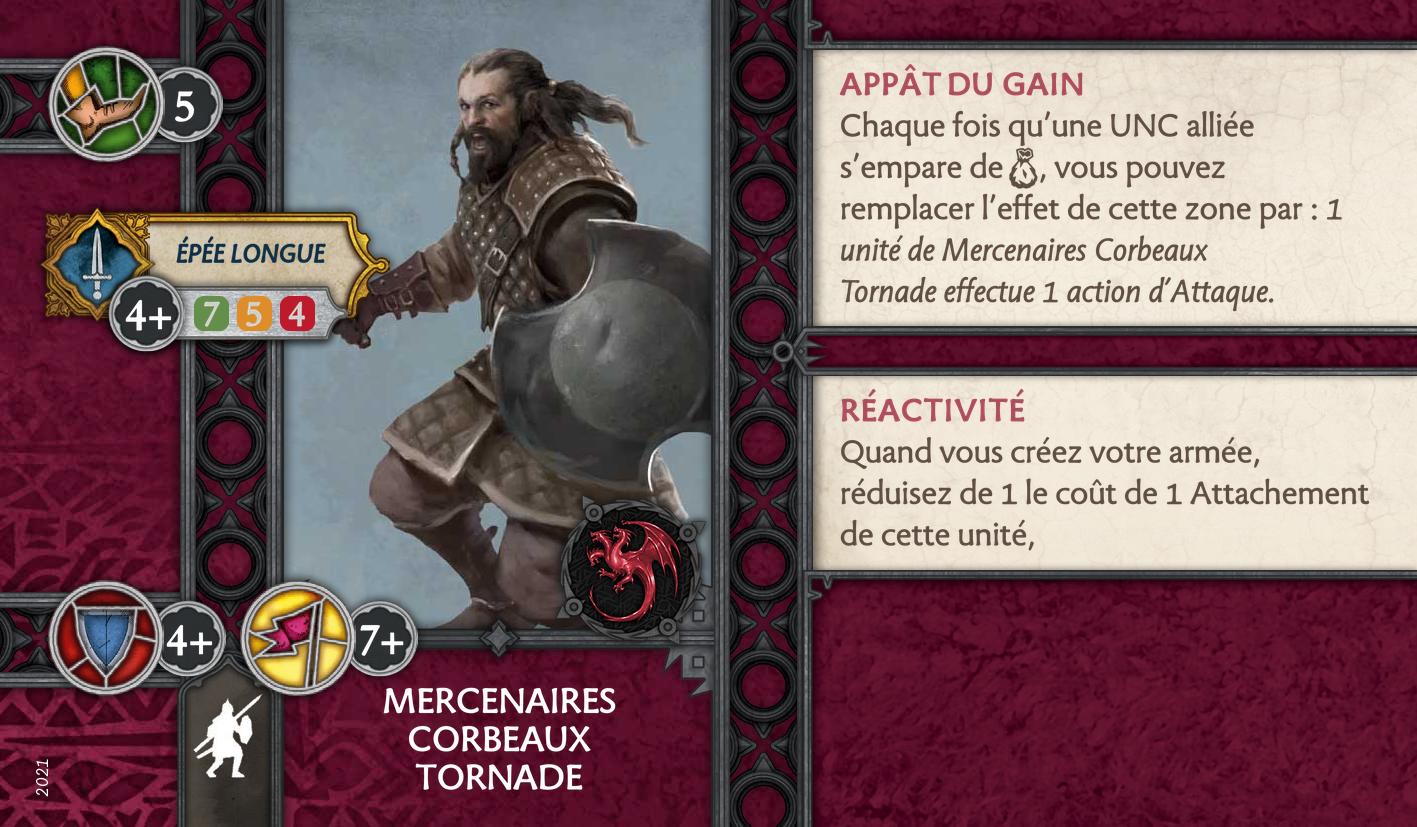 5
ÉPÉE LONGUE
4+ 7 5 4
4+ 7+
MERCENAIRES
CORBEAUX
TORNADE
2021
APPÂT DU GAIN
Chaque fois qu’une UNC alliée
s’empare de , vous pouvez
remplacer l’effet de cette zone par : 1
unité de Mercenaires Corbeaux
Tornade effectue 1 action d’Attaque.
RÉACTIVITÉ
Quand vous créez votre armée,
réduisez de 1 le coût de 1 Attachement
de cette unité,